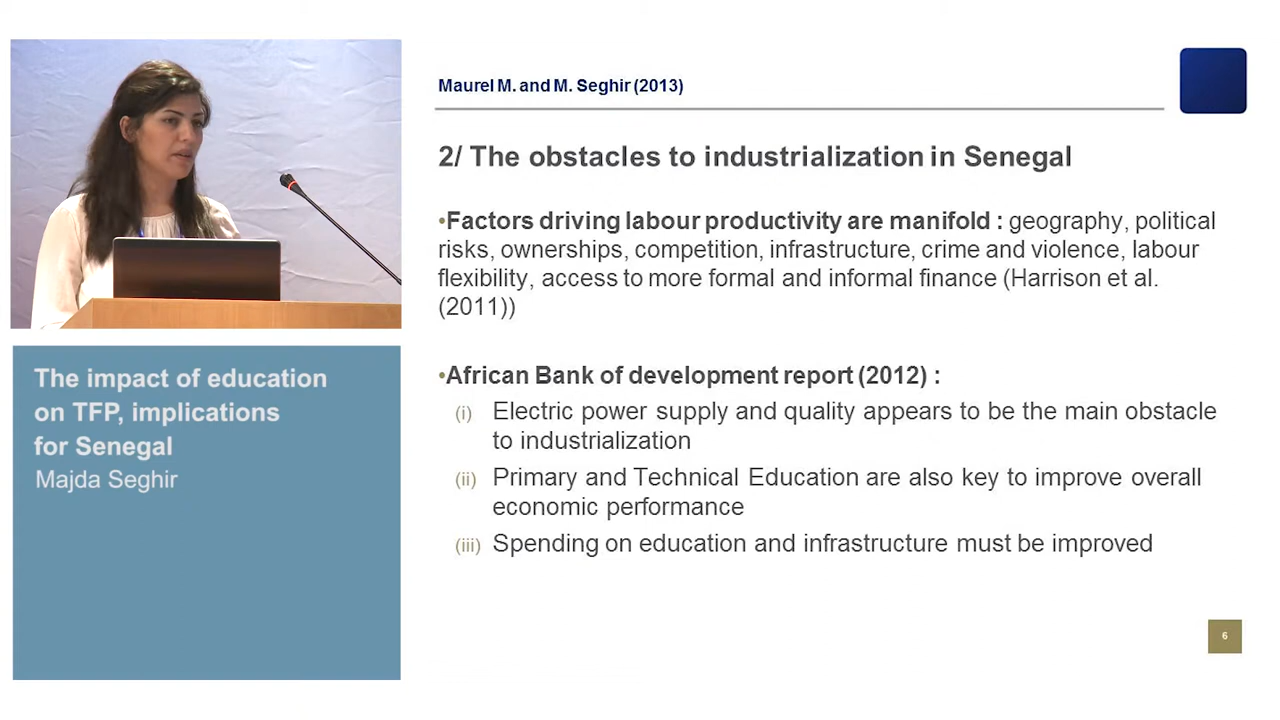 Maurel M. and M. Seghir (2013)
2/ The obstacles to industrialization in Senegal
•Factors driving labour productivity are manifold : geography, political
risks, ownerships, competition, infrastructure, crime and violence, labour
flexibility, access to more formal and informal finance (Harrison et al.
(2011))
•African Bank of development report (2012) :
(i) Electric power supply and quality appears to be the main obstacle
to industrialization
(ii) Primary and Technical Education are also key to improve overall
economic performance
(iii) Spending on education and infrastructure must be improved
6
The impact of education
on TFP, implications
for Senegal
Majda Seghir